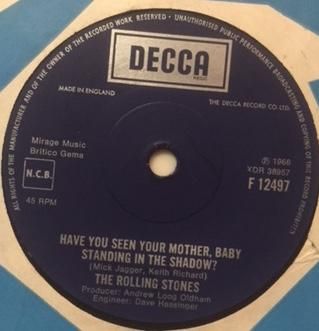 ALL RIGHTS OF THE MANUFACTURER AND OF THE OWNER OF THE RECORDED WORK RESERVED • UNAUTHORISED PUBLIC PERFORMANCE BROADCASTING AND COPYING OF THIS RECORD PROHIBITED
DECCA
MADE IN ENGLAND
THE DECCA RECORD CO LTD.
Mirage Music
Britico Gema
N.C.B.
45 RPM
℗ 1966
XDR 38957
F 12497
HAVE YOU SEEN YOUR MOTHER, BABY
STANDING IN THE SHADOW?
(Mick Jagger, Keith Richard)
THE ROLLING STONES
Producer: Andrew Loog Oldham
Engineer: Dave Hassinger